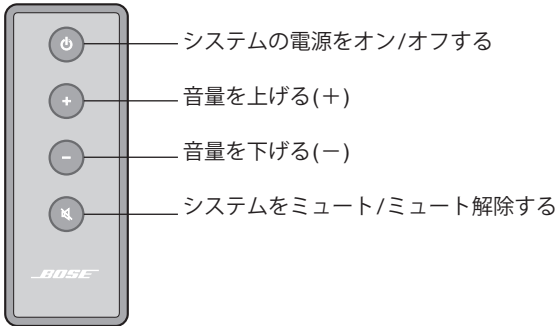 システムの電源をオン/オフする
+
音量を上げる(＋)
−
音量を下げる(－)
システムをミュート/ミュート解除する
BOSE